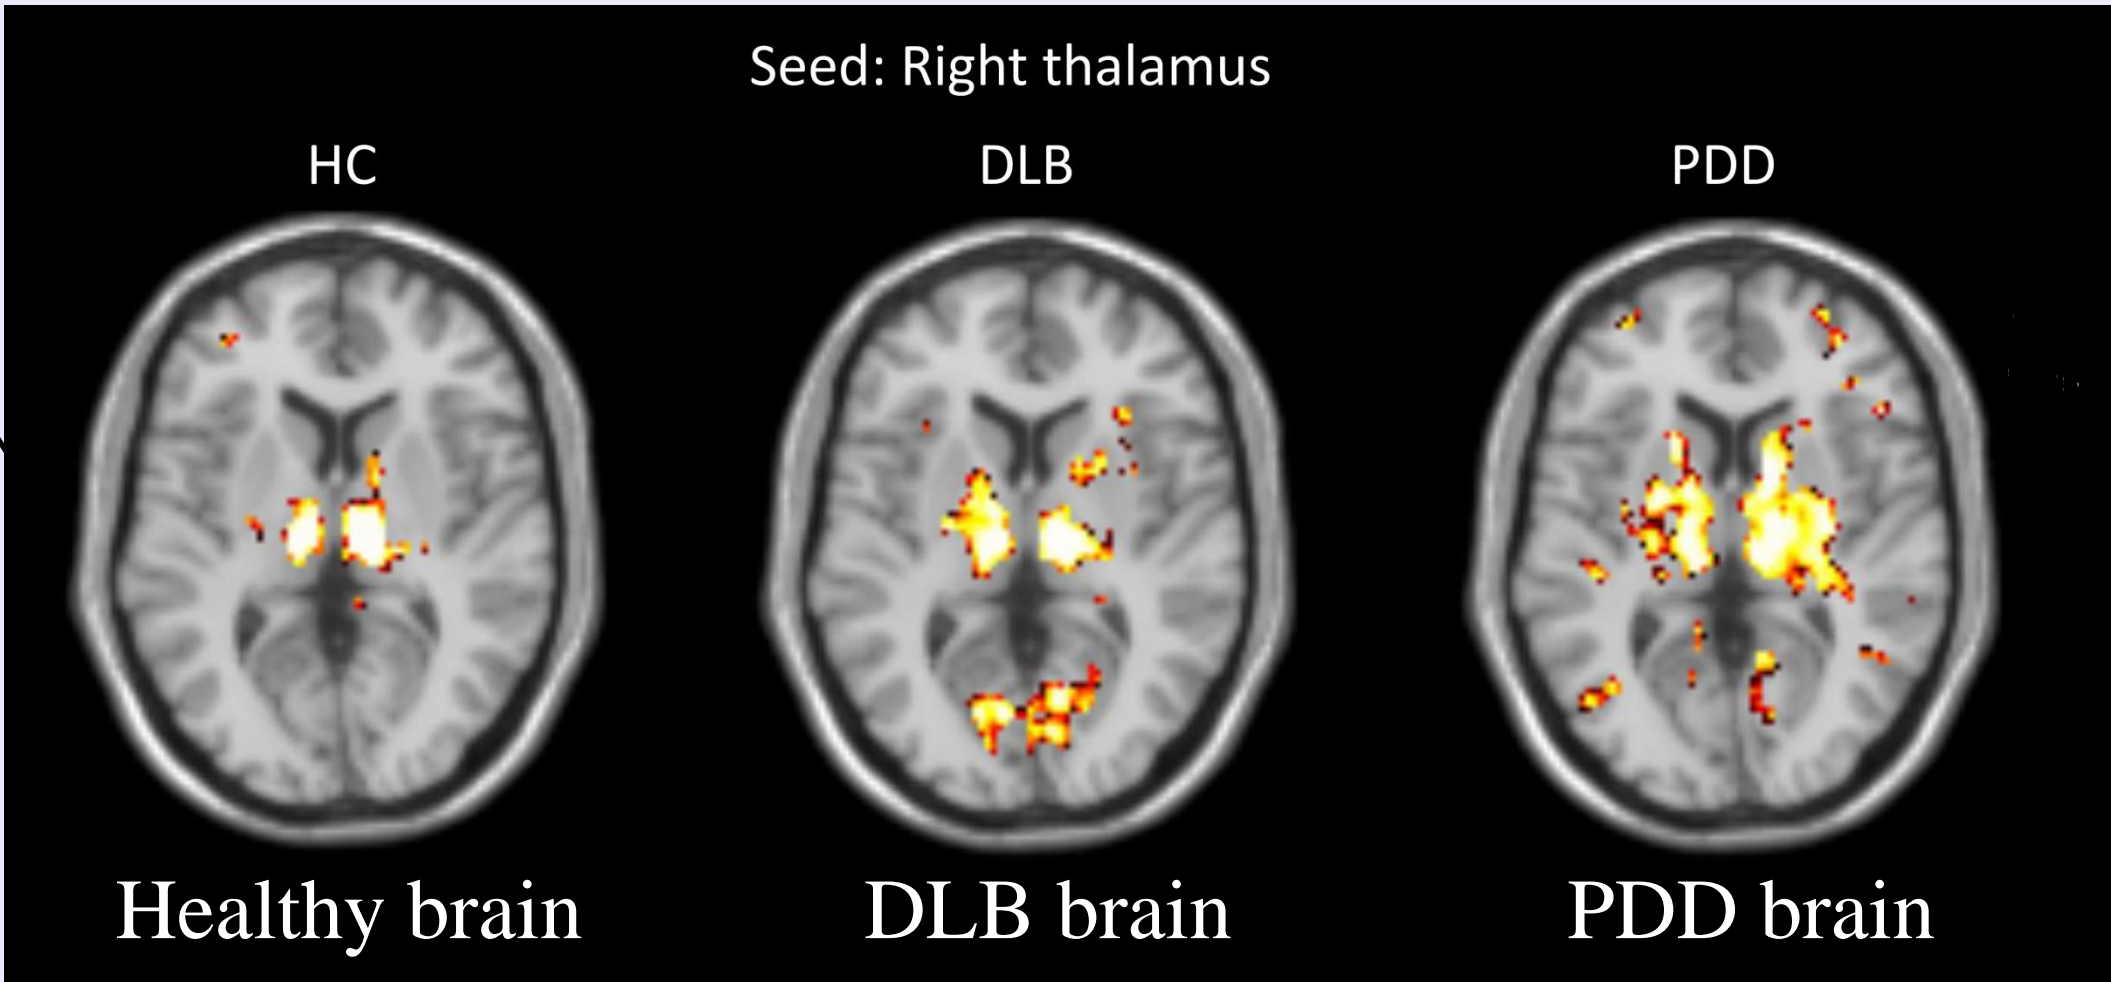 Seed: Right thalamus
HC
DLB
PDD
Healthy brain
DLB brain
PDD brain